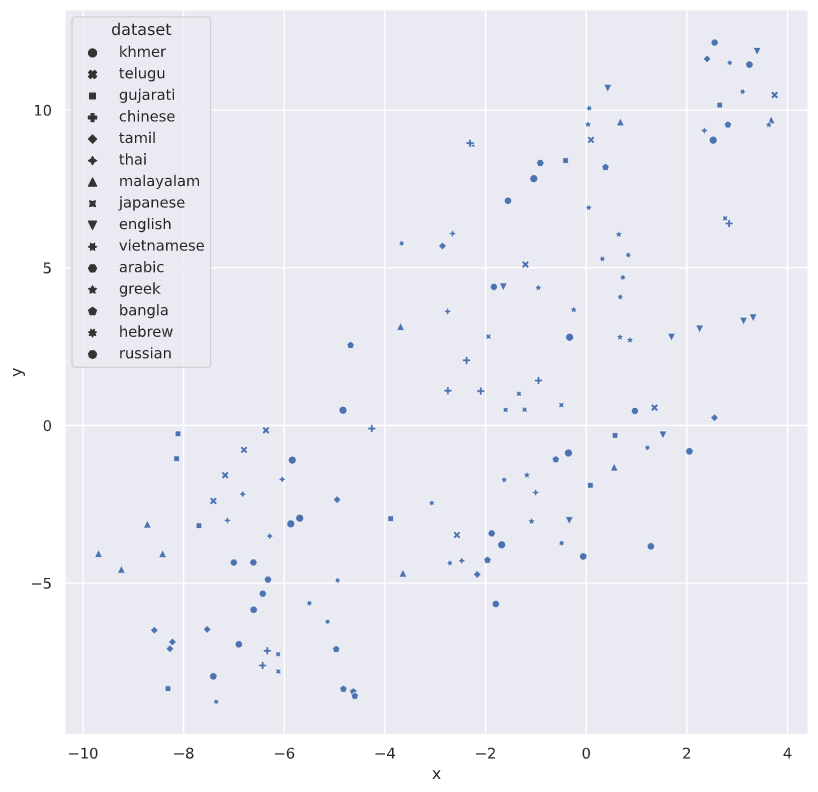 dataset
khmer
telugu
gujarati
chinese
tamil
thai
malayalam
japanese
english
vietnamese
arabic
greek
bangla
hebrew
russian
10
5
0
−5
y
−10 −8 −6 −4 −2 0 2 4
x